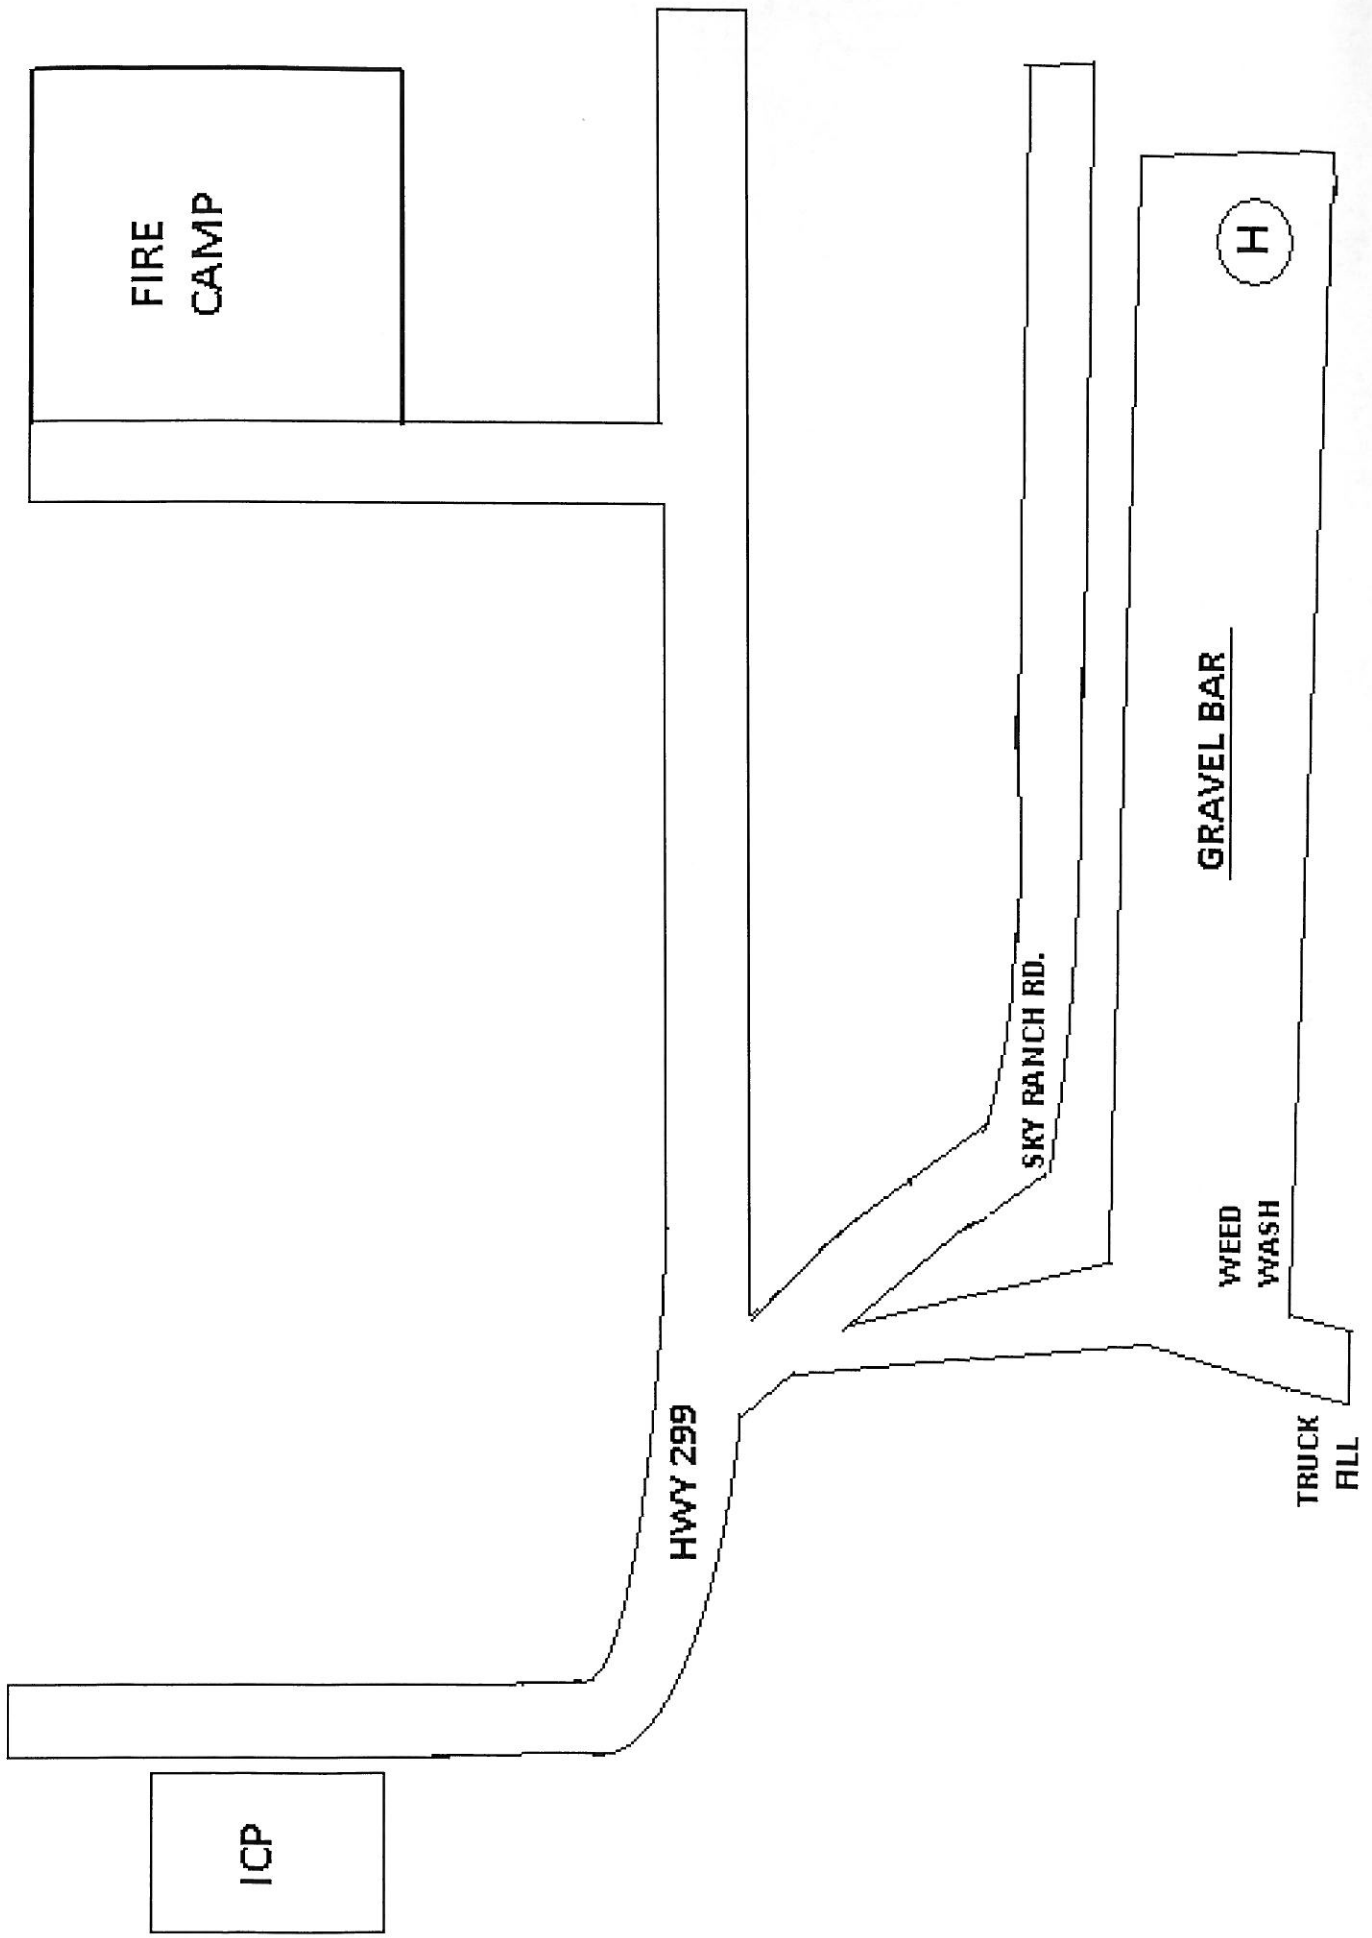 FIRE
CAMP
H
GRAVEL BAR
SKY RANCH RD.
WEED
WASH
HWY 299
TRUCK
FILL
ICP